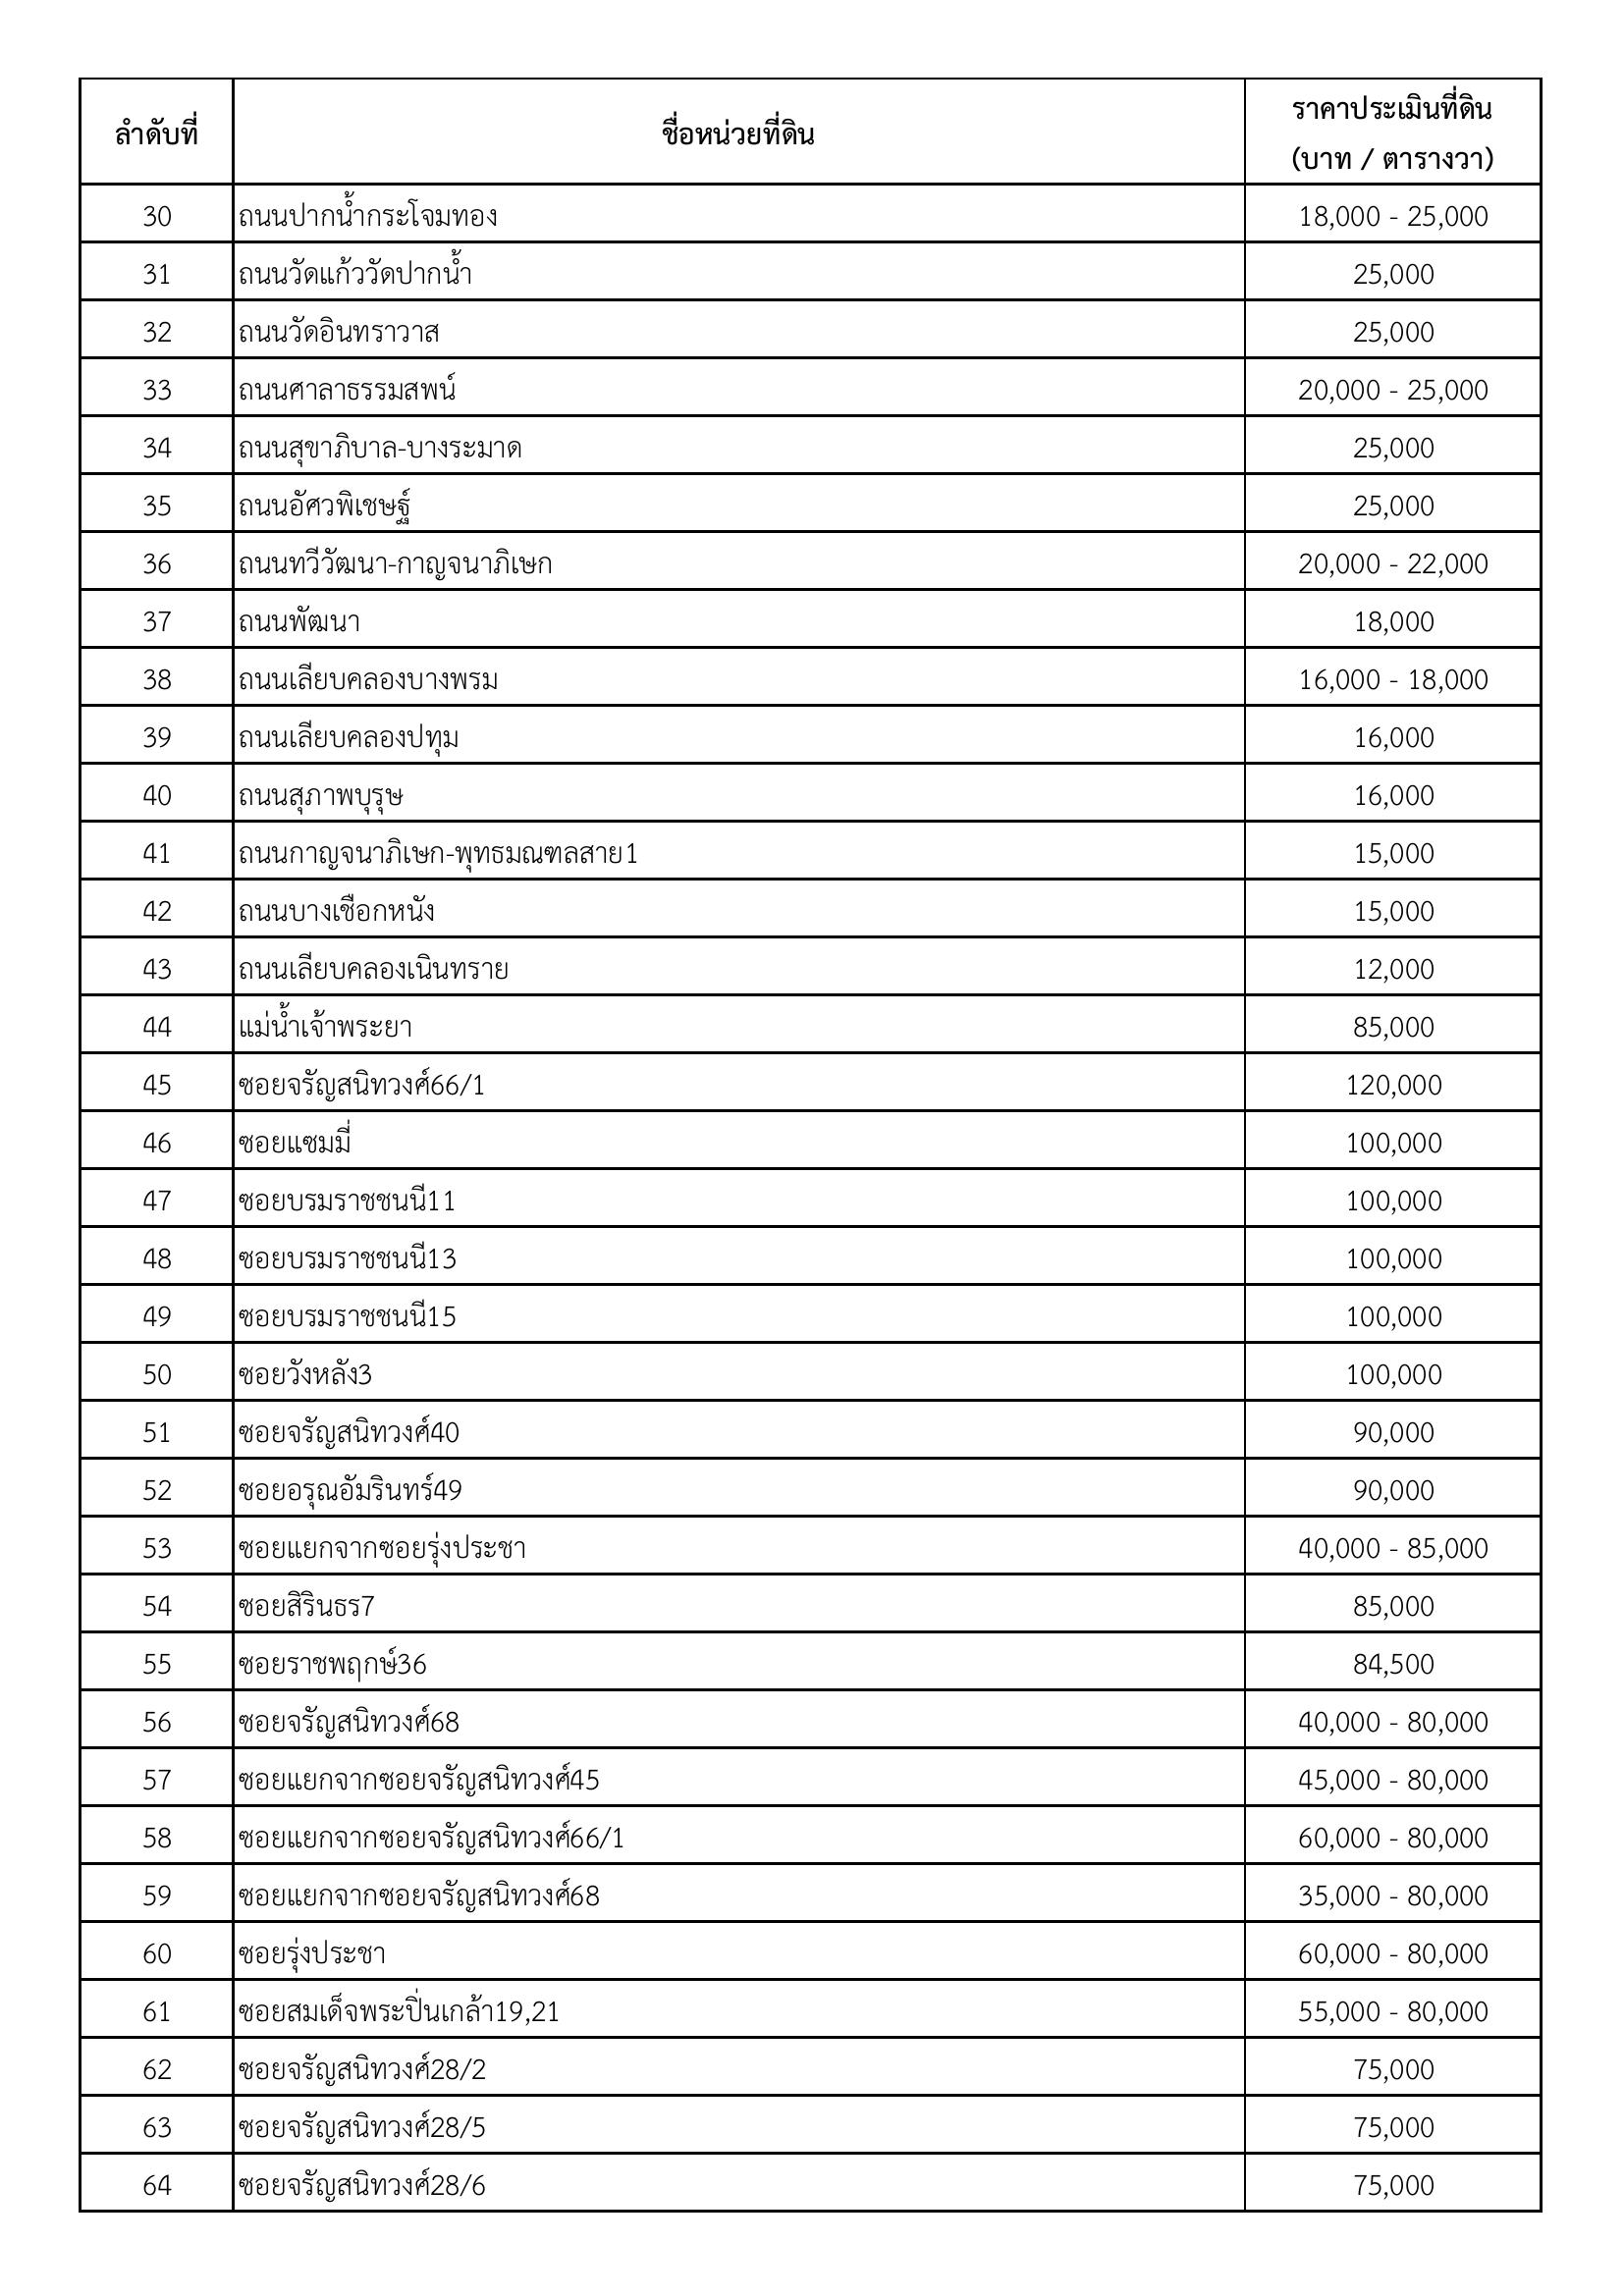 ลำดับที่ ชื่อหน่วยที่ดิน ราคาประเมินที่ดิน (บาท / ตารางวา)
30 ถนนปากน้ำกระโจมทอง 18,000 - 25,000
31 ถนนวัดแก้ววัดปากน้ำ 25,000
32 ถนนวัดอินทราวาส 25,000
33 ถนนศาลาธรรมสพน์ 20,000 - 25,000
34 ถนนสุขาภิบาล-บางระมาด 25,000
35 ถนนอัศวพิเชษฐ์ 25,000
36 ถนนทวีวัฒนา-กาญจนาภิเษก 20,000 - 22,000
37 ถนนพัฒนา 18,000
38 ถนนเลียบคลองบางพรม 16,000 - 18,000
39 ถนนเลียบคลองปทุม 16,000
40 ถนนสุภาพบุรุษ 16,000
41 ถนนกาญจนาภิเษก-พุทธมณฑลสาย1 15,000
42 ถนนบางเชือกหนัง 15,000
43 ถนนเลียบคลองเนินทราย 12,000
44 แม่น้ำเจ้าพระยา 85,000
45 ซอยจรัญสนิทวงศ์66/1 120,000
46 ซอยแซมมี่ 100,000
47 ซอยบรมราชชนนี11 100,000
48 ซอยบรมราชชนนี13 100,000
49 ซอยบรมราชชนนี15 100,000
50 ซอยวังหลัง3 100,000
51 ซอยจรัญสนิทวงศ์40 90,000
52 ซอยอรุณอัมรินทร์49 90,000
53 ซอยแยกจากซอยรุ่งประชา 40,000 - 85,000
54 ซอยสิรินธร7 85,000
55 ซอยราชพฤกษ์36 84,500
56 ซอยจรัญสนิทวงศ์68 40,000 - 80,000
57 ซอยแยกจากซอยจรัญสนิทวงศ์45 45,000 - 80,000
58 ซอยแยกจากซอยจรัญสนิทวงศ์66/1 60,000 - 80,000
59 ซอยแยกจากซอยจรัญสนิทวงศ์68 35,000 - 80,000
60 ซอยรุ่งประชา 60,000 - 80,000
61 ซอยสมเด็จพระปิ่นเกล้า19,21 55,000 - 80,000
62 ซอยจรัญสนิทวงศ์28/2 75,000
63 ซอยจรัญสนิทวงศ์28/5 75,000
64 ซอยจรัญสนิทวงศ์28/6 75,000